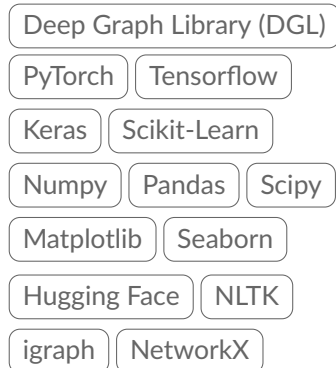 Deep Graph Library (DGL)
PyTorch Tensorflow
Keras Scikit-Learn
Numpy Pandas Scipy
Matplotlib Seaborn
Hugging Face NLTK
igraph NetworkX